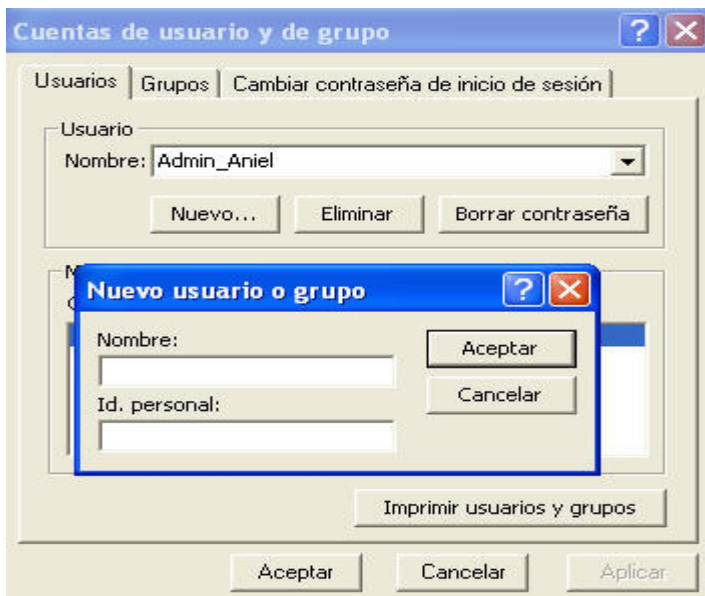 Cuentas de usuario y de grupo
Usuarios Grupos Cambiar contraseña de inicio de sesión
Usuario
Nombre: Admin_Aniel
Nuevo... Eliminar Borrar contraseña
Nuevo usuario o grupo
Nombre:
Aceptar
Cancelar
Id. personal:
Imprimir usuarios y grupos
Aceptar Cancelar Aplicar